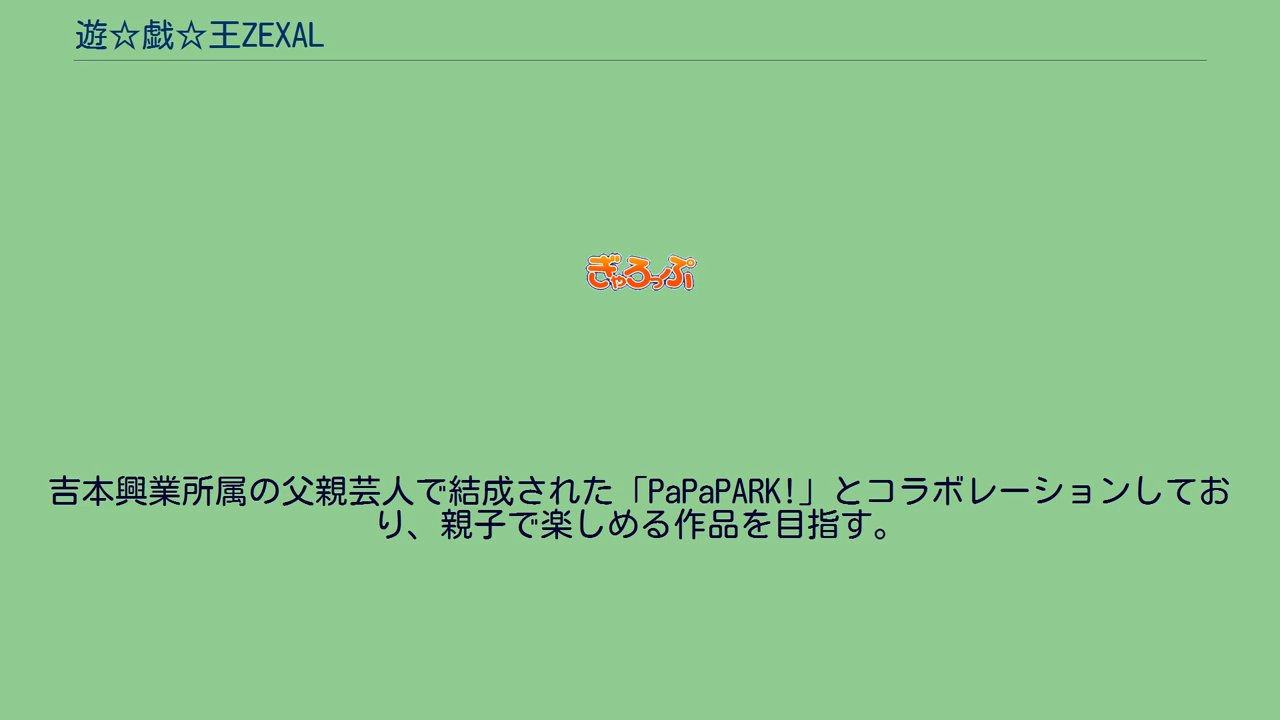 遊☆戯☆王ZEXAL
ぎゃろっぷ
吉本興業所属の父親芸人で結成された「PaPaPARK!」とコラボレーションしてお
り、親子で楽しめる作品を目指す。